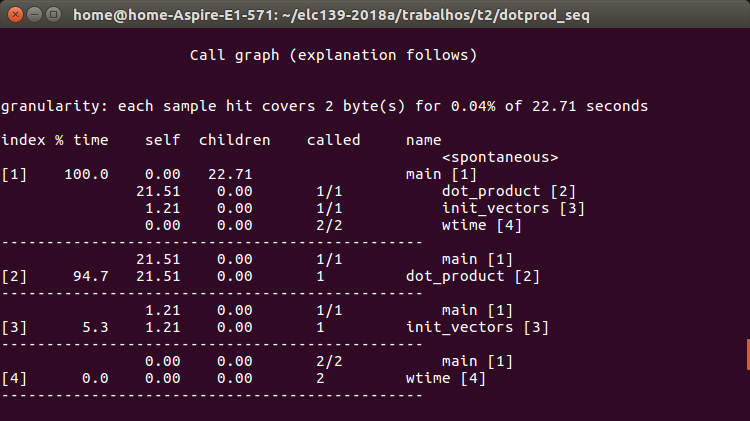 home@home-Aspire-E1-571: ~/elc139-2018a/trabalhos/t2/dotprod_seq
Call graph (explanation follows)
granularity: each sample hit covers 2 byte(s) for 0.04% of 22.71 seconds
index % time    self  children    called     name
                                                 <spontaneous>
[1]    100.0    0.00   22.71                 main [1]
               21.51    0.00       1/1           dot_product [2]
                1.21    0.00       1/1           init_vectors [3]
                0.00    0.00       2/2           wtime [4]
-----------------------------------------------
               21.51    0.00       1/1           main [1]
[2]     94.7   21.51    0.00       1         dot_product [2]
-----------------------------------------------
                1.21    0.00       1/1           main [1]
[3]      5.3    1.21    0.00       1         init_vectors [3]
-----------------------------------------------
                0.00    0.00       2/2           main [1]
[4]      0.0    0.00    0.00       2         wtime [4]
-----------------------------------------------